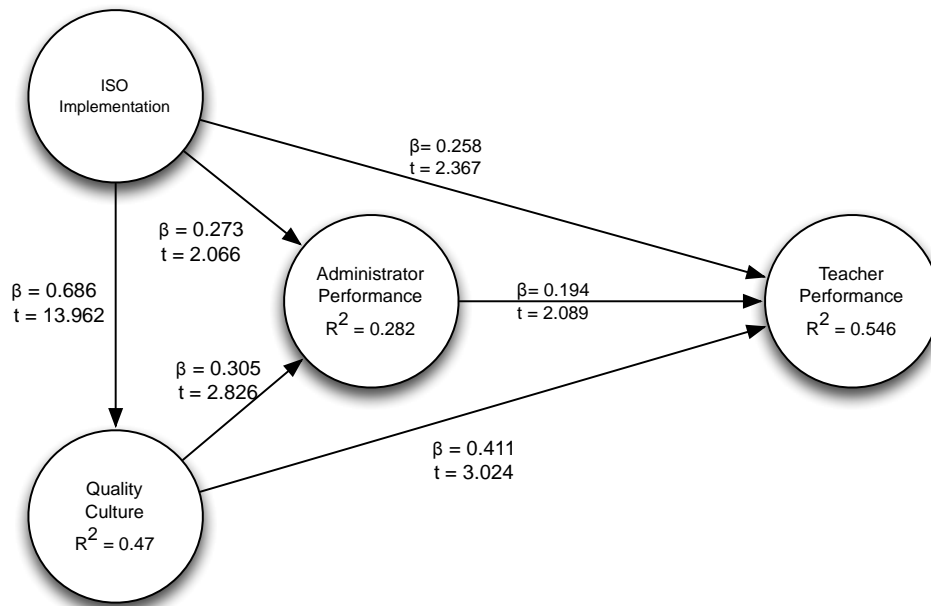 ISO
Implementation
β= 0.258
t = 2.367
β = 0.273
t = 2.066
Administrator
Performance
R² = 0.282
Teacher
Performance
R² = 0.546
β = 0.686
t = 13.962
β= 0.194
t = 2.089
β = 0.305
t = 2.826
β = 0.411
t = 3.024
Quality
Culture
R² = 0.47